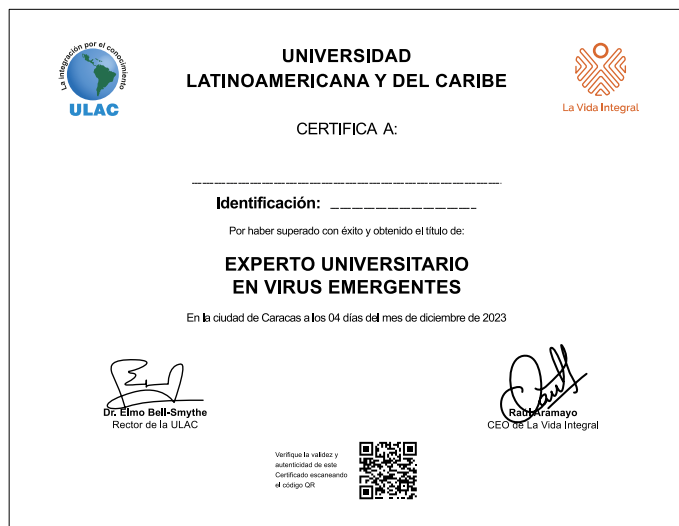 La integración por el conocimiento
ULAC
UNIVERSIDAD
LATINOAMERICANA Y DEL CARIBE
La Vida Integral
CERTIFICA A:
Identificación:
Por haber superado con éxito y obtenido el título de:
EXPERTO UNIVERSITARIO
EN VIRUS EMERGENTES
En la ciudad de Caracas a los 04 días del mes de diciembre de 2023
Dr. Elmo Bell-Smythe
Rector de la ULAC
Raúl Aramayo
CEO de La Vida Integral
Verifique la validez y
autenticidad de este
Certificado escaneando
el código QR